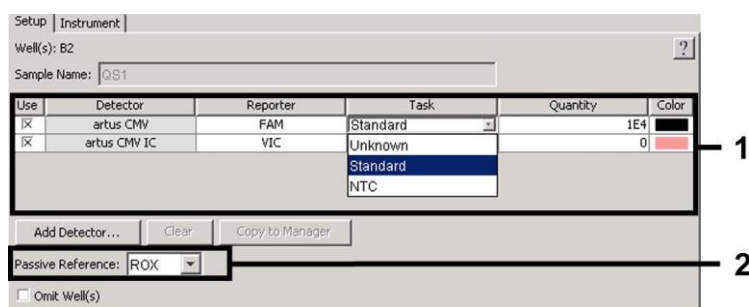 Setup Instrument
Well(s): B2 ?
Sample Name: QS1
Use Detector Reporter Task Quantity Color
artus CMV FAM Standard 1E4
artus CMV IC VIC Unknown 0
Standard
NTC
1
Add Detector... Clear Copy to Manager
Passive Reference: ROX 2
Omit Well(s)